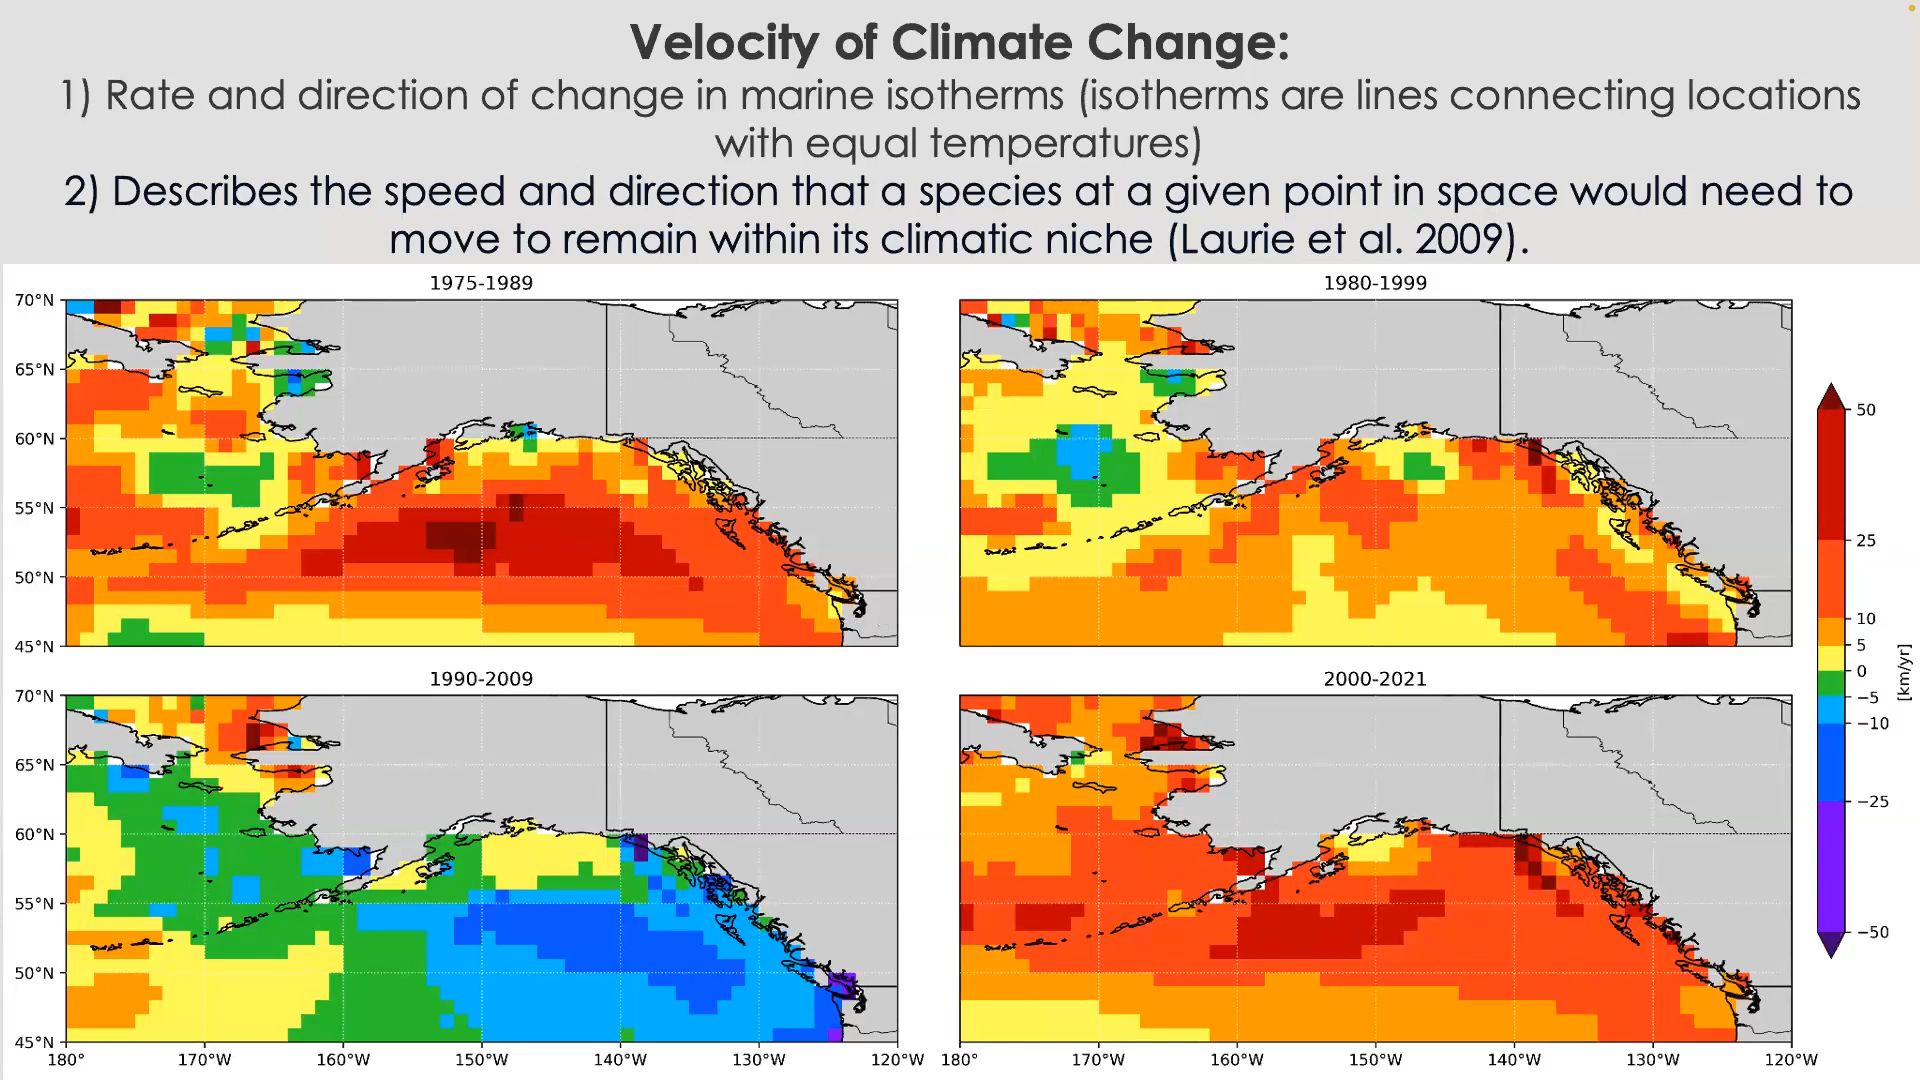 Velocity of Climate Change:
1) Rate and direction of change in marine isotherms (isotherms are lines connecting locations
with equal temperatures)
2) Describes the speed and direction that a species at a given point in space would need to
move to remain within its climatic niche (Laurie et al. 2009).
1975-1989
70°N
65°N
60°N
55°N
50°N
45°N
1980-1999
1990-2009
70°N
65°N
60°N
55°N
50°N
45°N
180° 170°W 160°W 150°W 140°W 130°W 120°W
2000-2021
180° 170°W 160°W 150°W 140°W 130°W 120°W
50
25
10
5
0
−5
−10
−25
−50
[km/yr]